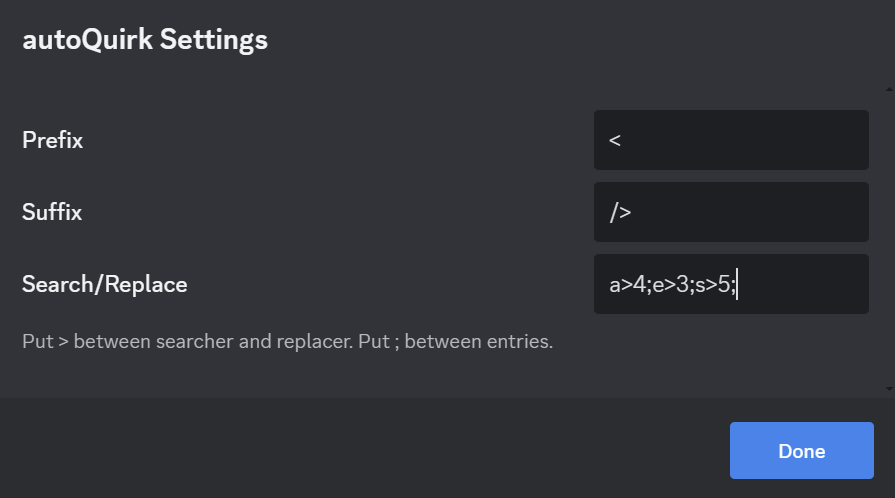 autoQuirk Settings
Prefix
<
Suffix
/>
Search/Replace
a>4;e>3;s>5;
Put > between searcher and replacer. Put ; between entries.
Done